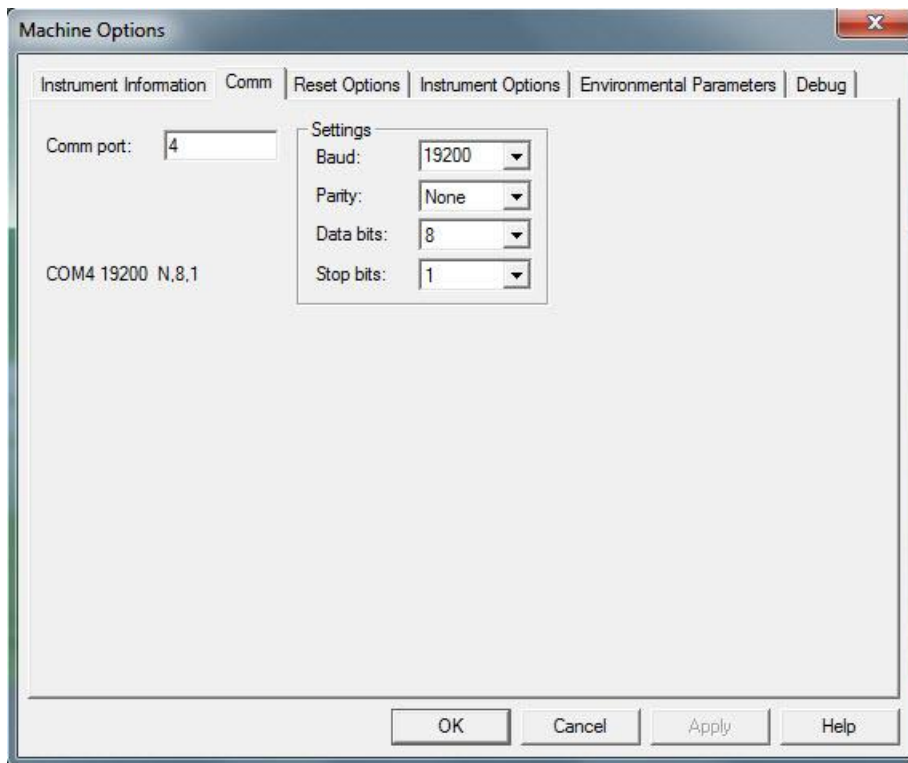 Machine Options
Instrument Information Comm Reset Options Instrument Options Environmental Parameters Debug
Comm port: 4
Settings
Baud: 19200
Parity: None
Data bits: 8
Stop bits: 1
COM4 19200 N,8,1
OK Cancel Apply Help